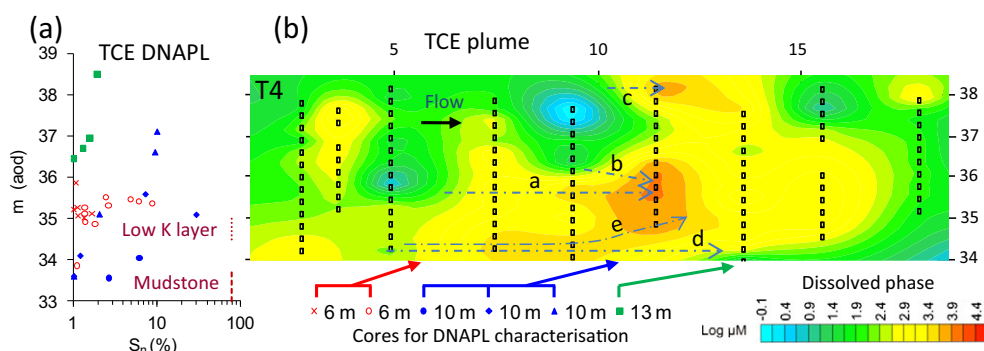 (a)
TCE DNAPL
m (aod)
39
38
37
36
35
34
33
Low K layer
Mudstone
1
10
100
Sn(%)
(b)
TCE plume
5
10
15
T4
Flow
a
b
c
d
e
38
37
36
35
34
6 m
6 m
10 m
10 m
10 m
13 m
Cores for DNAPL characterisation
Dissolved phase
Log µM
-0.1
0.4
0.9
1.4
1.9
2.4
2.9
3.4
3.9
4.4